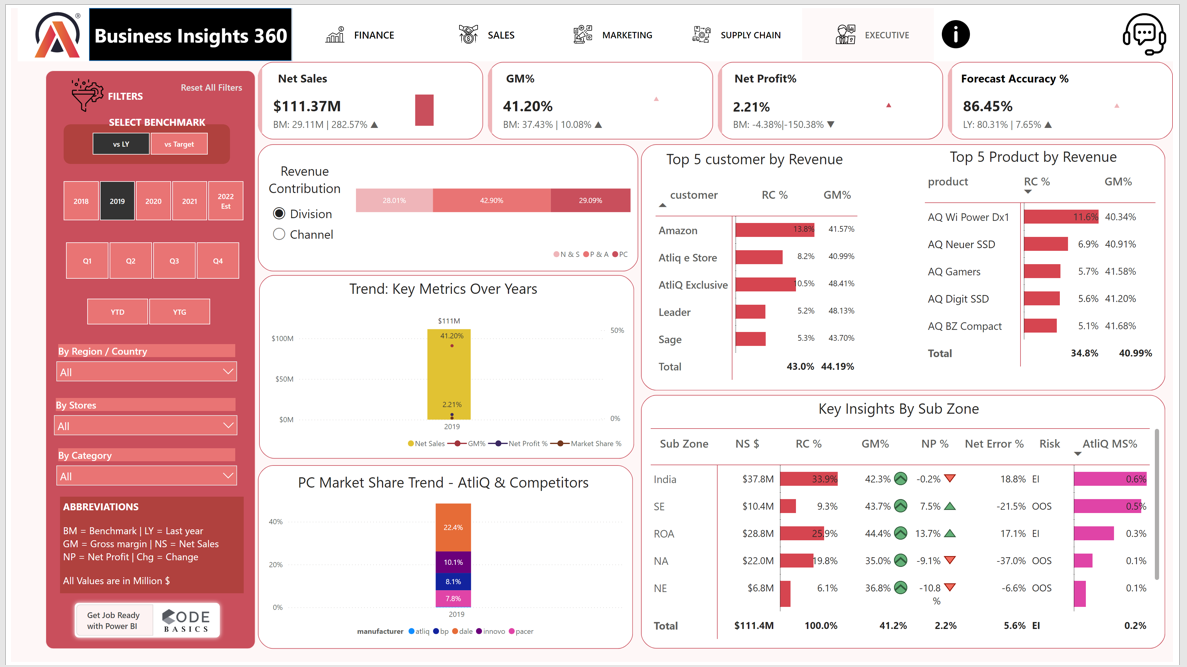 Business Insights 360
FINANCE
SALES
MARKETING
SUPPLY CHAIN
EXECUTIVE
i
FILTERS
Reset All Filters
SELECT BENCHMARK
vs LY
vs Target
2018
2019
2020
2021
2022 Est
Q1
Q2
Q3
Q4
YTD
YTG
By Region / Country
All
By Stores
All
By Category
All
ABBREVIATIONS
BM = Benchmark | LY = Last year
GM = Gross margin | NS = Net Sales
NP = Net Profit | Chg = Change
All Values are in Million $
Get Job Ready
with Power BI
CODE
BASICS
Net Sales
$111.37M
BM: 29.11M | 282.57% ▲
GM%
41.20%
BM: 37.43% | 10.08% ▲
Net Profit%
2.21%
BM: -4.38%|-150.38% ▼
Forecast Accuracy %
86.45%
LY: 80.31% | 7.65% ▲
Revenue
Contribution
Division
Channel
28.01%
42.90%
29.09%
N & S
P & A
PC
Trend: Key Metrics Over Years
$111M
41.20%
2.21%
$100M
$50M
$0M
50%
0%
2019
Net Sales
GM%
Net Profit %
Market Share %
PC Market Share Trend - AtliQ & Competitors
40%
20%
0%
22.4%
10.1%
8.1%
7.8%
2019
manufacturer
atliq
bp
dale
innovo
pacer
Top 5 customer by Revenue
customer RC % GM%
Amazon 13.8% 41.57%
Atliq e Store 8.2% 40.99%
AtliQ Exclusive 10.5% 48.41%
Leader 5.2% 48.13%
Sage 5.3% 43.70%
Total 43.0% 44.19%
Top 5 Product by Revenue
product RC % GM%
AQ Wi Power Dx1 11.6% 40.34%
AQ Neuer SSD 6.9% 40.91%
AQ Gamers 5.7% 41.58%
AQ Digit SSD 5.6% 41.20%
AQ BZ Compact 5.1% 41.68%
Total 34.8% 40.99%
Key Insights By Sub Zone
Sub Zone NS $ RC % GM% NP % Net Error % Risk AtliQ MS%
India $37.8M 33.9% 42.3% -0.2% 18.8% EI 0.6%
SE $10.4M 9.3% 43.7% 7.5% -21.5% OOS 0.5%
ROA $28.8M 25.9% 44.4% 13.7% 17.1% EI 0.3%
NA $22.0M 19.8% 35.0% -9.1% -37.0% OOS 0.1%
NE $6.8M 6.1% 36.8% -10.8 % -6.6% OOS 0.1%
Total $111.4M 100.0% 41.2% 2.2% 5.6% EI 0.2%